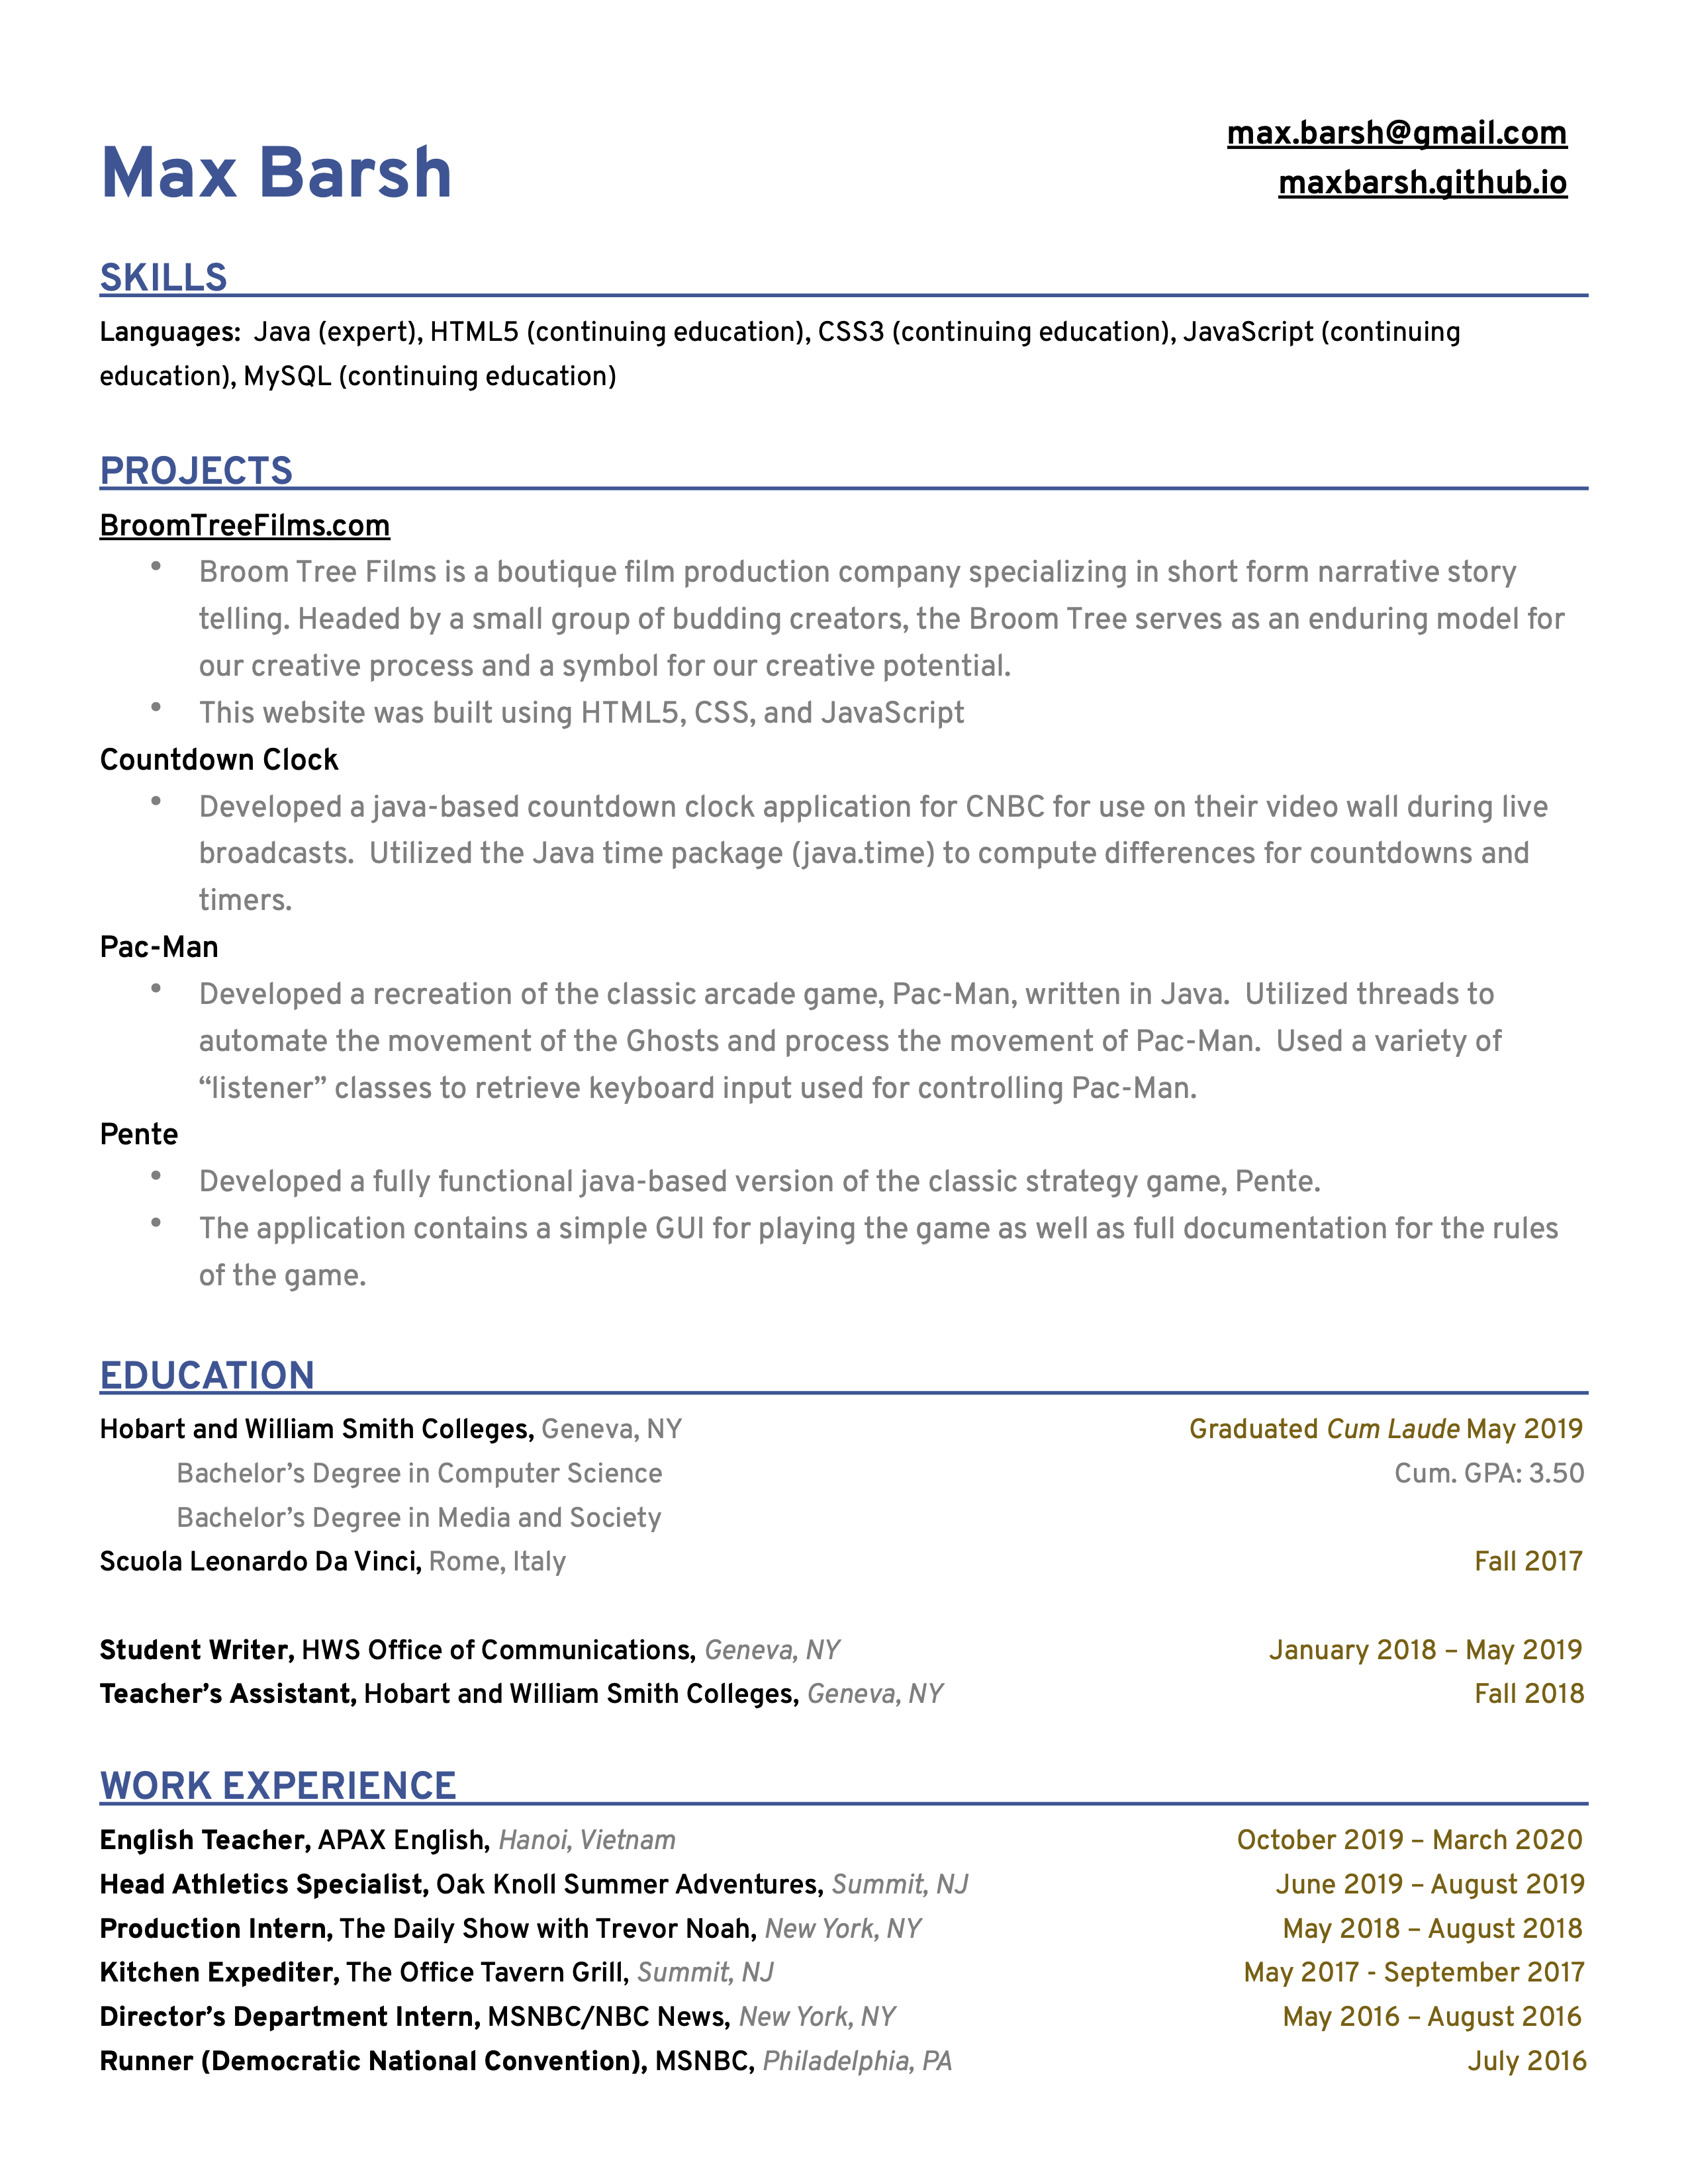 Max Barsh
max.barsh@gmail.com
maxbarsh.github.io
SKILLS
Languages:  Java (expert), HTML5 (continuing education), CSS3 (continuing education), JavaScript (continuing
education), MySQL (continuing education)
PROJECTS
BroomTreeFilms.com
• Broom Tree Films is a boutique film production company specializing in short form narrative story
telling. Headed by a small group of budding creators, the Broom Tree serves as an enduring model for
our creative process and a symbol for our creative potential.
• This website was built using HTML5, CSS, and JavaScript
Countdown Clock
• Developed a java-based countdown clock application for CNBC for use on their video wall during live
broadcasts.  Utilized the Java time package (java.time) to compute differences for countdowns and
timers.
Pac-Man
• Developed a recreation of the classic arcade game, Pac-Man, written in Java.  Utilized threads to
automate the movement of the Ghosts and process the movement of Pac-Man.  Used a variety of
“listener” classes to retrieve keyboard input used for controlling Pac-Man.
Pente
• Developed a fully functional java-based version of the classic strategy game, Pente.
• The application contains a simple GUI for playing the game as well as full documentation for the rules
of the game.
EDUCATION
Hobart and William Smith Colleges, Geneva, NY Graduated Cum Laude May 2019
Bachelor’s Degree in Computer Science Cum. GPA: 3.50
Bachelor’s Degree in Media and Society
Scuola Leonardo Da Vinci, Rome, Italy Fall 2017
Student Writer, HWS Office of Communications, Geneva, NY January 2018 – May 2019
Teacher’s Assistant, Hobart and William Smith Colleges, Geneva, NY Fall 2018
WORK EXPERIENCE
English Teacher, APAX English, Hanoi, Vietnam October 2019 – March 2020
Head Athletics Specialist, Oak Knoll Summer Adventures, Summit, NJ June 2019 – August 2019
Production Intern, The Daily Show with Trevor Noah, New York, NY May 2018 – August 2018
Kitchen Expediter, The Office Tavern Grill, Summit, NJ May 2017 - September 2017
Director’s Department Intern, MSNBC/NBC News, New York, NY May 2016 – August 2016
Runner (Democratic National Convention), MSNBC, Philadelphia, PA July 2016